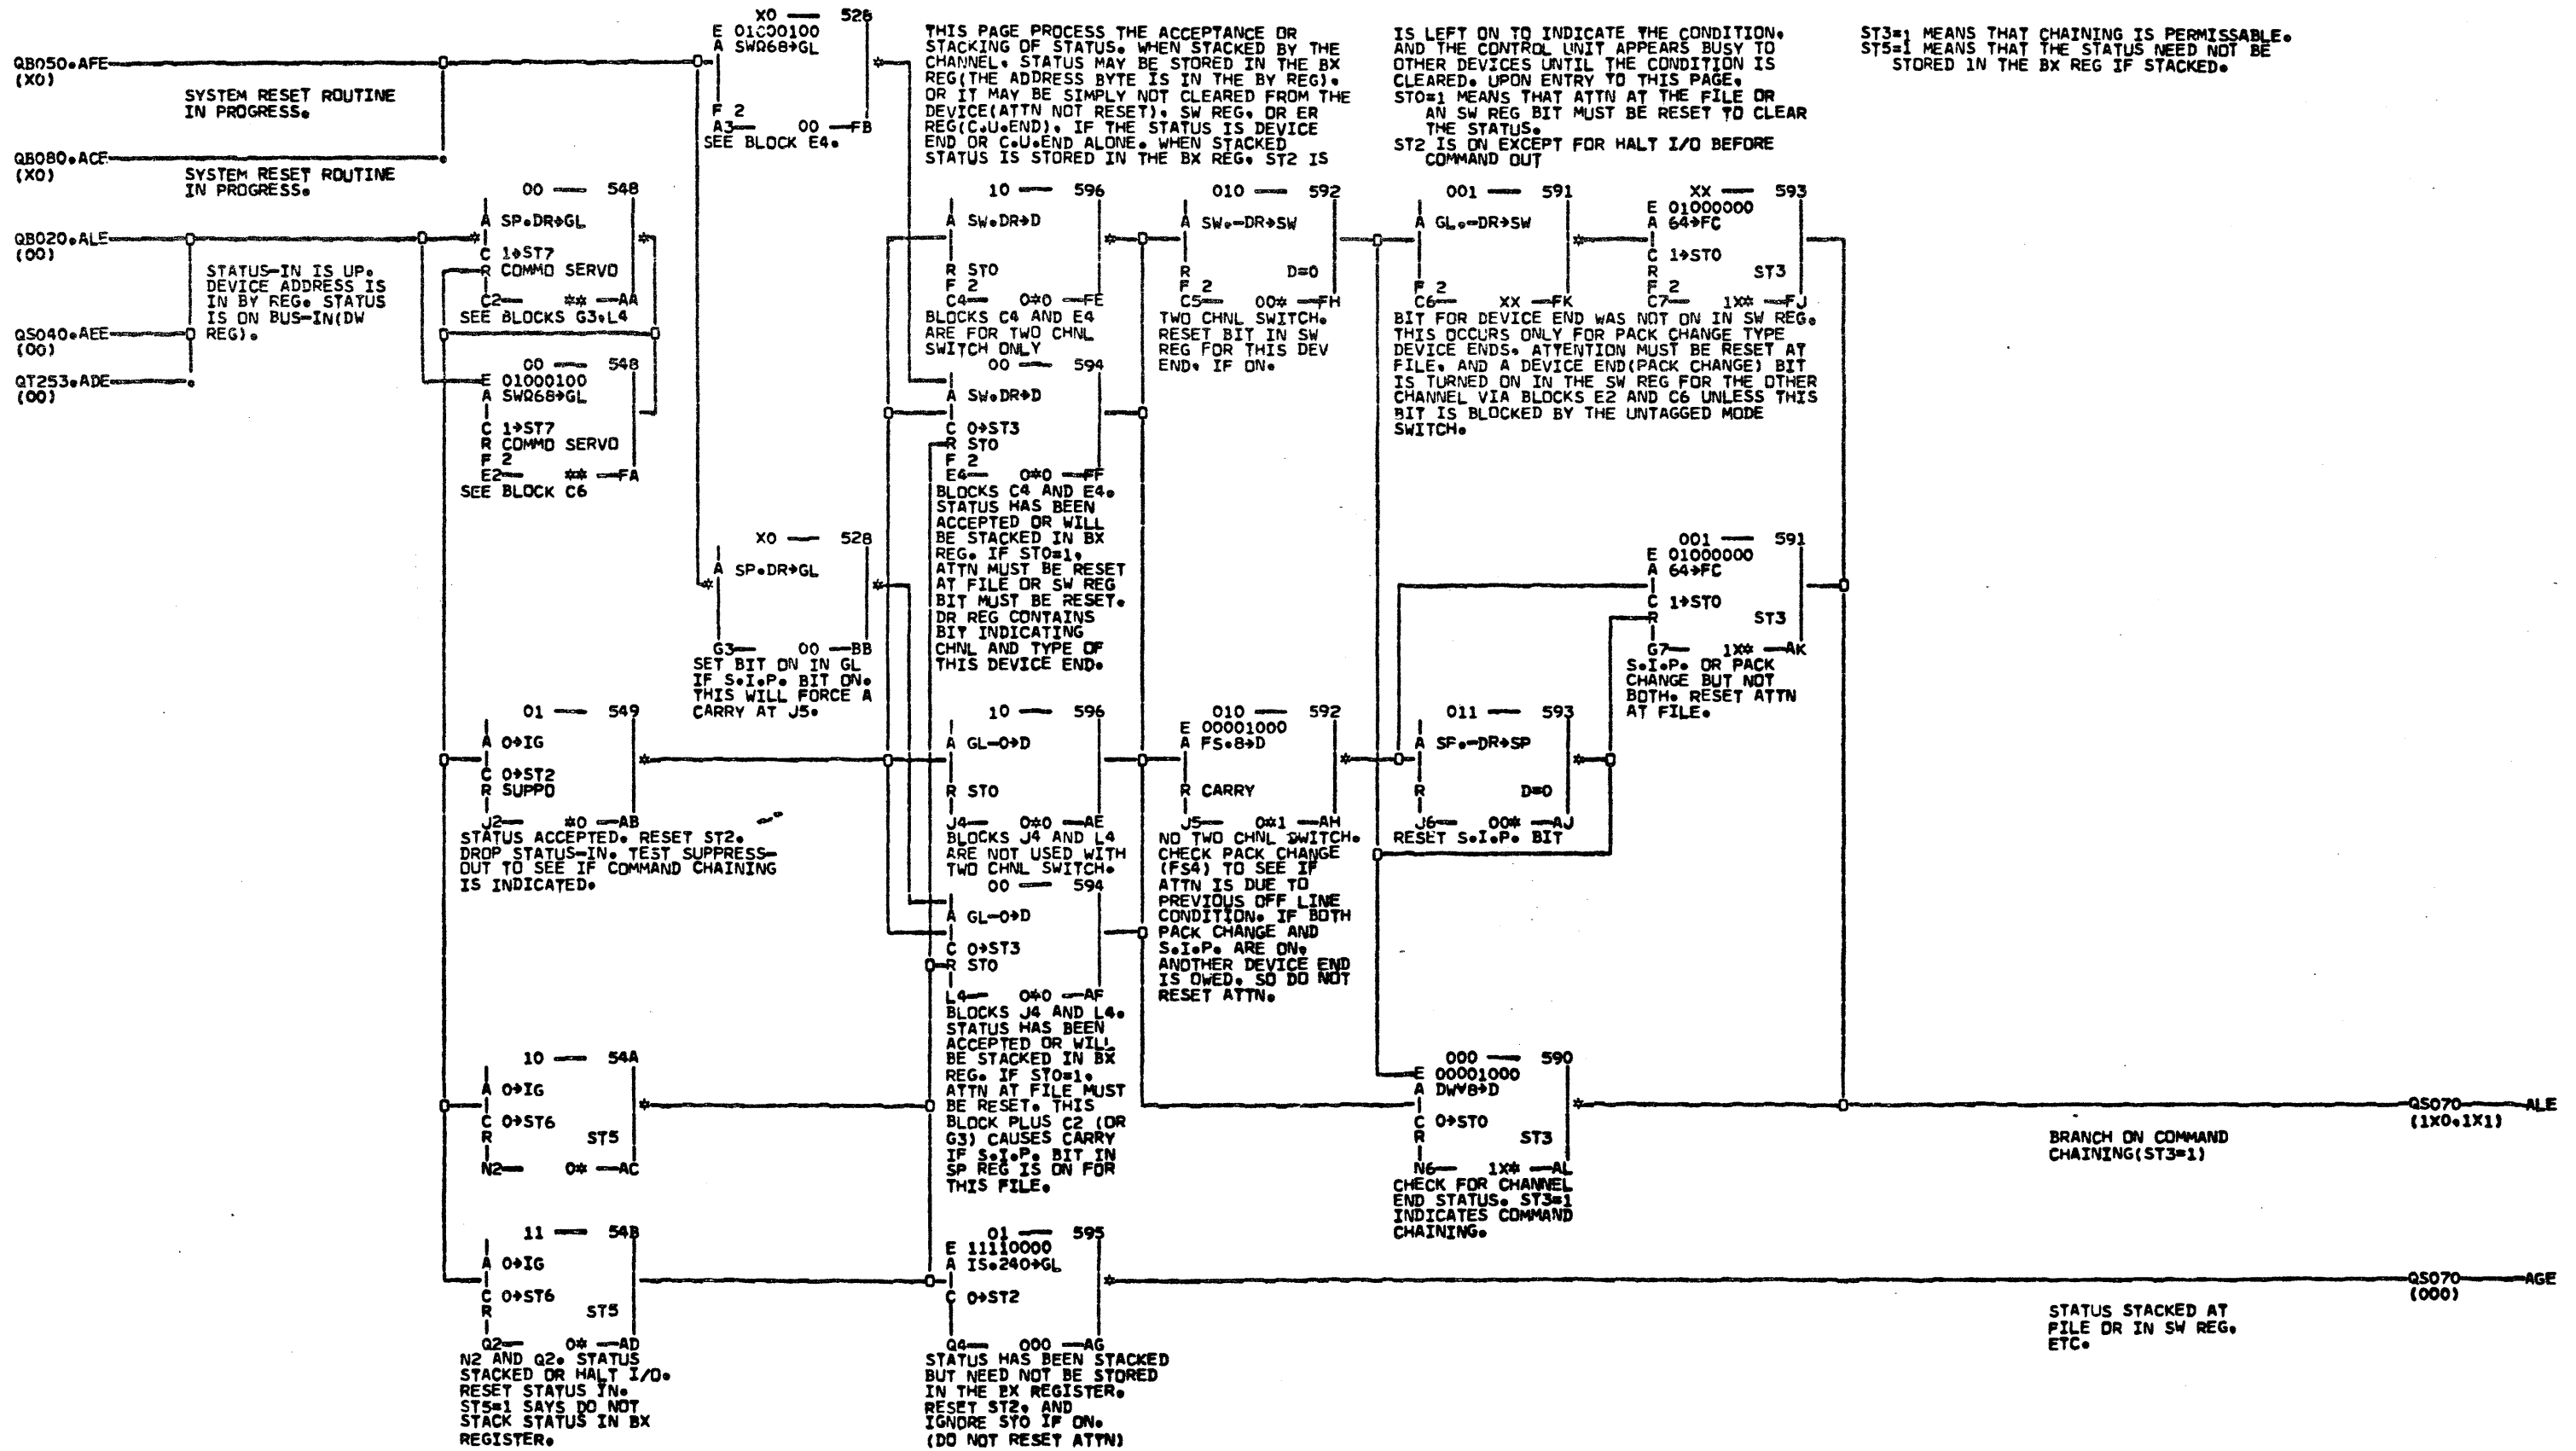 THIS PAGE PROCESS THE ACCEPTANCE OR
STACKING OF STATUS. WHEN STACKED BY THE
CHANNEL, STATUS MAY BE STORED IN THE BX
REG(THE ADDRESS BYTE IS IN THE BY REG).
OR IT MAY BE SIMPLY NOT CLEARED FROM THE
DEVICE(ATTN NOT RESET), SW REG, OR ER
REG(C.U.END). IF THE STATUS IS DEVICE
END OR C.U.END ALONE. WHEN STACKED
STATUS IS STORED IN THE BX REG. ST2 IS
IS LEFT ON TO INDICATE THE CONDITION.
AND THE CONTROL UNIT APPEARS BUSY TO
OTHER DEVICES UNTIL THE CONDITION IS
CLEARED. UPON ENTRY TO THIS PAGE.
ST0=1 MEANS THAT ATTN AT THE FILE OR
AN SW REG BIT MUST BE RESET TO CLEAR
THE STATUS.
ST2 IS ON EXCEPT FOR HALT I/O BEFORE
COMMAND OUT
ST3=1 MEANS THAT CHAINING IS PERMISSABLE.
ST5=1 MEANS THAT THE STATUS NEED NOT BE
STORED IN THE BX REG IF STACKED.
QB050.AFE
(X0)
SYSTEM RESET ROUTINE
IN PROGRESS.
QB080.ACE
(X0)
SYSTEM RESET ROUTINE
IN PROGRESS.
QB020.ALE
(00)
STATUS-IN IS UP.
DEVICE ADDRESS IS
IN BY REG. STATUS
IS ON BUS-IN(DW
REG).
QS040.AEE
(00)
QT253.ADE
(00)
X0 — 528
E 01000100
A SWΩ68→GL
F 2
A3— 00 —FB
SEE BLOCK E4.
00 — 548
A SP.DR→GL
C 1→ST7
R COMMO SERVO
C2— ** —AA
SEE BLOCKS G3.L4
00 — 548
E 01000100
A SWΩ68→GL
C 1→ST7
R COMMO SERVO
F 2
E2— ** —FA
SEE BLOCK C6
X0 — 528
A SP.DR→GL
G3— 00 —BB
SET BIT ON IN GL
IF S.I.P. BIT ON.
THIS WILL FORCE A
CARRY AT J5.
01 — 549
A 0→IG
C 0→ST2
R SUPPO
J2— *0 —AB
STATUS ACCEPTED. RESET ST2.
DROP STATUS-IN. TEST SUPPRESS-
OUT TO SEE IF COMMAND CHAINING
IS INDICATED.
10 — 54A
A 0→IG
C 0→ST6
R ST5
N2— 0* —AC
11 — 54B
A 0→IG
C 0→ST6
R ST5
Q2— 0* —AD
N2 AND Q2. STATUS
STACKED OR HALT I/O.
RESET STATUS IN.
ST5=1 SAYS DO NOT
STACK STATUS IN BX
REGISTER.
10 — 596
A SW.DR→D
R ST0
F 2
C4— 0*0 —FE
BLOCKS C4 AND E4
ARE FOR TWO CHNL
SWITCH ONLY
00 — 594
A SW.DR→D
C 0→ST3
R ST0
F 2
E4— 0*0 —FF
BLOCKS C4 AND E4.
STATUS HAS BEEN
ACCEPTED OR WILL
BE STACKED IN BX
REG. IF ST0=1,
ATTN MUST BE RESET
AT FILE OR SW REG
BIT MUST BE RESET.
DR REG CONTAINS
BIT INDICATING
CHNL AND TYPE OF
THIS DEVICE END.
10 — 596
A GL-0→D
R ST0
J4— 0*0 —AE
BLOCKS J4 AND L4
ARE NOT USED WITH
TWO CHNL SWITCH.
00 — 594
A GL-0→D
C 0→ST3
R ST0
L4— 0*0 —AF
BLOCKS J4 AND L4.
STATUS HAS BEEN
ACCEPTED OR WILL
BE STACKED IN BX
REG. IF ST0=1.
ATTN AT FILE MUST
BE RESET. THIS
BLOCK PLUS C2 (OR
G3) CAUSES CARRY
IF S.I.P. BIT IN
SP REG IS ON FOR
THIS FILE.
01 — 595
E 11110000
A IS.240→GL
C 0→ST2
Q4— 000 —AG
STATUS HAS BEEN STACKED
BUT NEED NOT BE STORED
IN THE BX REGISTER.
RESET ST2. AND
IGNORE ST0 IF ON.
(DO NOT RESET ATTN)
010 — 592
A SW.-DR→SW
R D=0
F 2
C5— 00* —FH
TWO CHNL SWITCH.
RESET BIT IN SW
REG FOR THIS DEV
END. IF ON.
010 — 592
E 00001000
A FS.8→D
R CARRY
J5— 0*1 —AH
NO TWO CHNL SWITCH.
CHECK PACK CHANGE
(FS4) TO SEE IF
ATTN IS DUE TO
PREVIOUS OFF LINE
CONDITION. IF BOTH
PACK CHANGE AND
S.I.P. ARE ON,
ANOTHER DEVICE END
IS OWED. SO DO NOT
RESET ATTN.
001 — 591
A GL.-DR→SW
F 2
C6— XX —FK
BIT FOR DEVICE END WAS NOT ON IN SW REG.
THIS OCCURS ONLY FOR PACK CHANGE TYPE
DEVICE ENDS. ATTENTION MUST BE RESET AT
FILE. AND A DEVICE END(PACK CHANGE) BIT
IS TURNED ON IN THE SW REG FOR THE OTHER
CHANNEL VIA BLOCKS E2 AND C6 UNLESS THIS
BIT IS BLOCKED BY THE UNTAGGED MODE
SWITCH.
XX — 593
E 01000000
A 64→FC
C 1→ST0
R ST3
F 2
C7— 1X* —FJ
001 — 591
E 01000000
A 64→FC
C 1→ST0
R ST3
G7— 1X* —AK
S.I.P. OR PACK
CHANGE BUT NOT
BOTH. RESET ATTN
AT FILE.
011 — 593
A SP.-DR→SP
R D=0
J6— 00* —AJ
RESET S.I.P. BIT
000 — 590
E 00001000
A DW∀8→D
C 0→ST0
R ST3
N6— 1X* —AL
CHECK FOR CHANNEL
END STATUS. ST3=1
INDICATES COMMAND
CHAINING.
QS070 ALE
(1X0.1X1)
BRANCH ON COMMAND
CHAINING(ST3=1)
QS070 AGE
(000)
STATUS STACKED AT
FILE OR IN SW REG.
ETC.